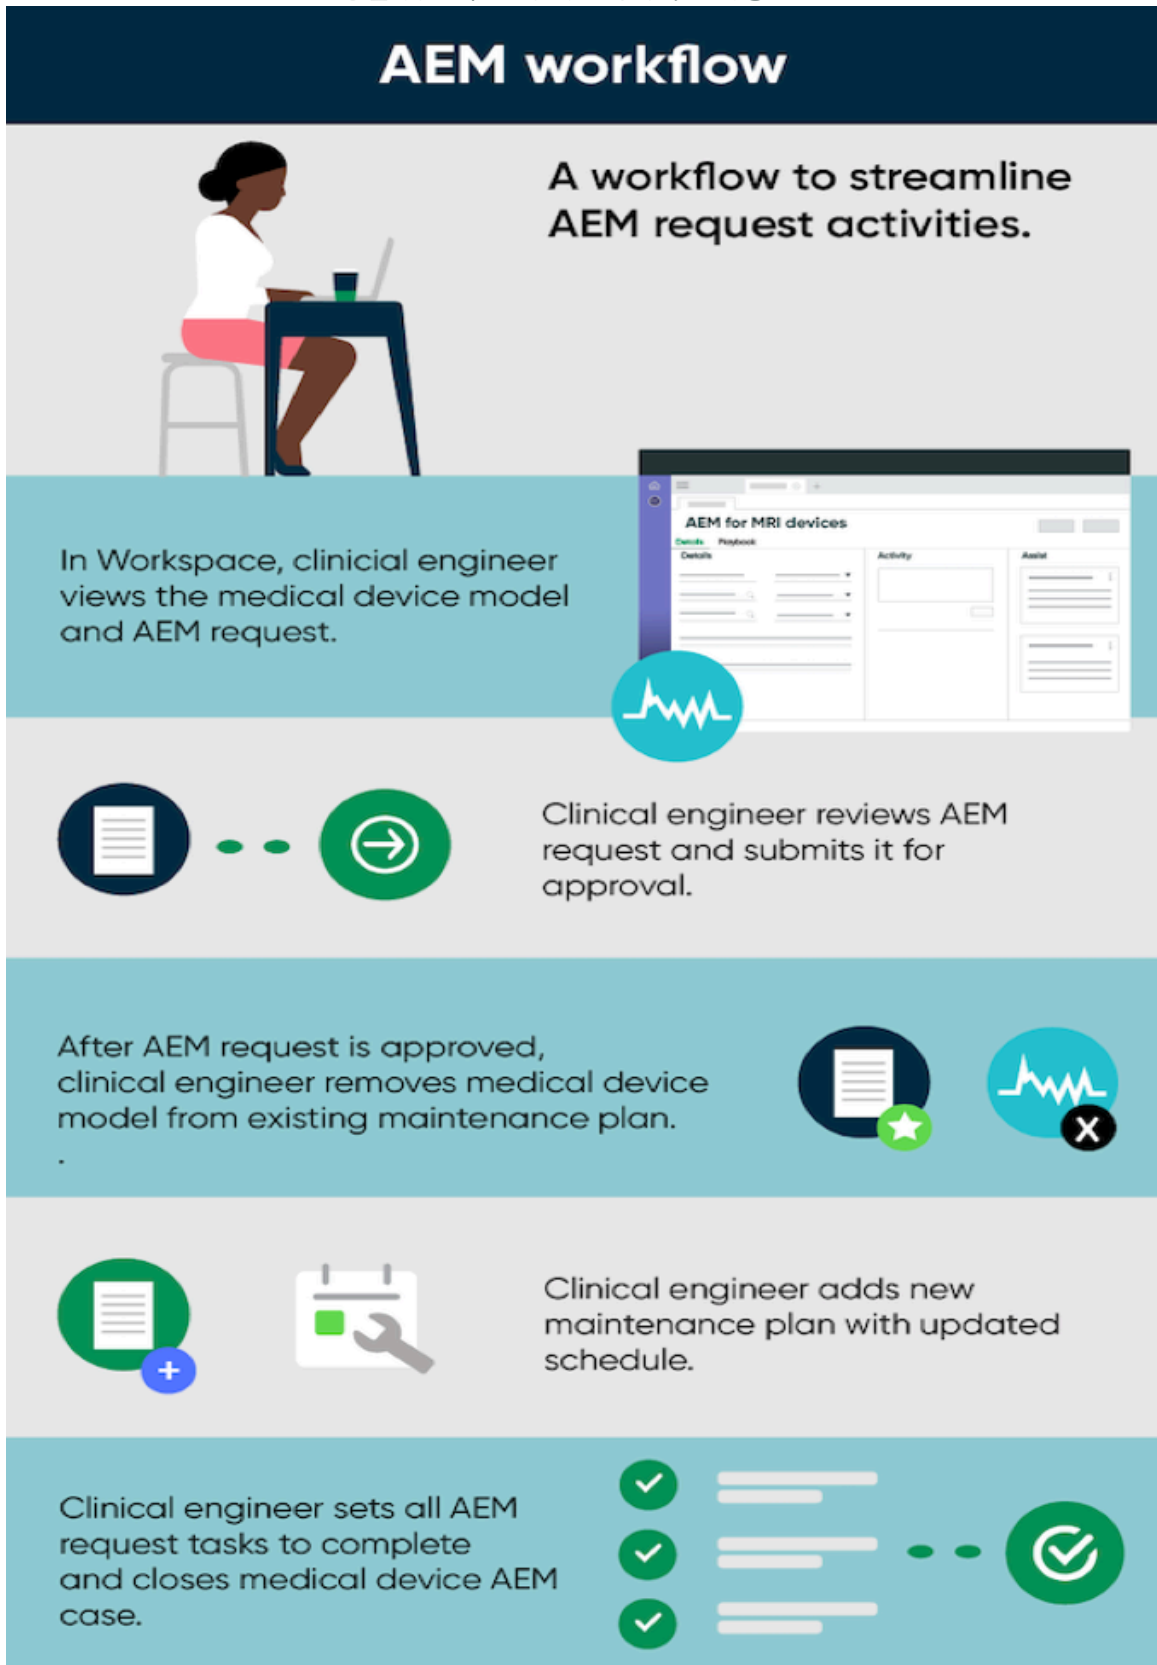 AEM workflow
A workflow to streamline
AEM request activities.
In Workspace, clinicial engineer
views the medical device model
and AEM request.
AEM for MRI devices
Details Playbook
Details
Activity
Assist
Clinical engineer reviews AEM
request and submits it for
approval.
After AEM request is approved,
clinical engineer removes medical device
model from existing maintenance plan.
.
X
Clinical engineer adds new
maintenance plan with updated
schedule.
Clinical engineer sets all AEM
request tasks to complete
and closes medical device AEM
case.